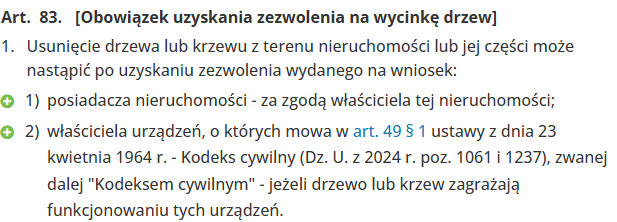 Art. 83. [Obowiązek uzyskania zezwolenia na wycinkę drzew]
1. Usunięcie drzewa lub krzewu z terenu nieruchomości lub jej części może
nastąpić po uzyskaniu zezwolenia wydanego na wniosek:
1) posiadacza nieruchomości - za zgodą właściciela tej nieruchomości;
2) właściciela urządzeń, o których mowa w art. 49 § 1 ustawy z dnia 23
kwietnia 1964 r. - Kodeks cywilny (Dz. U. z 2024 r. poz. 1061 i 1237), zwanej
dalej "Kodeksem cywilnym" - jeżeli drzewo lub krzew zagrażają
funkcjonowaniu tych urządzeń.